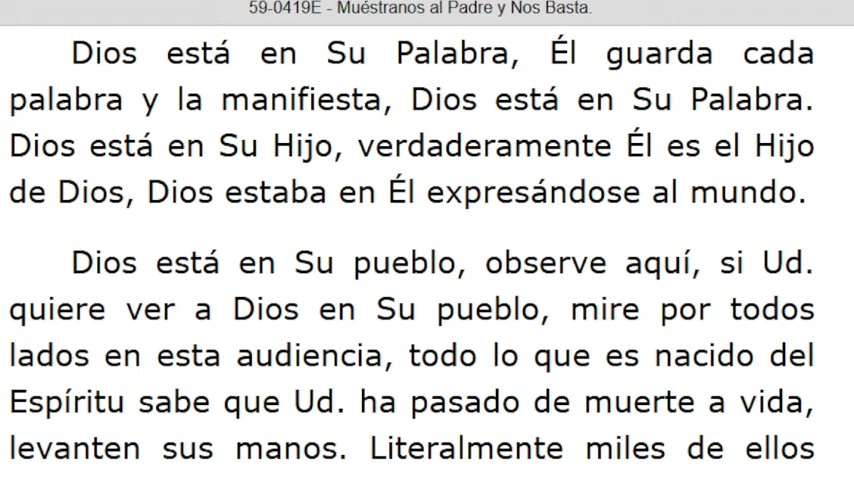 59-0419E - Muéstranos al Padre y Nos Basta.
Dios está en Su Palabra, Él guarda cada
palabra y la manifiesta, Dios está en Su Palabra.
Dios está en Su Hijo, verdaderamente Él es el Hijo
de Dios, Dios estaba en Él expresándose al mundo.
Dios está en Su pueblo, observe aquí, si Ud.
quiere ver a Dios en Su pueblo, mire por todos
lados en esta audiencia, todo lo que es nacido del
Espíritu sabe que Ud. ha pasado de muerte a vida,
levanten sus manos. Literalmente miles de ellos